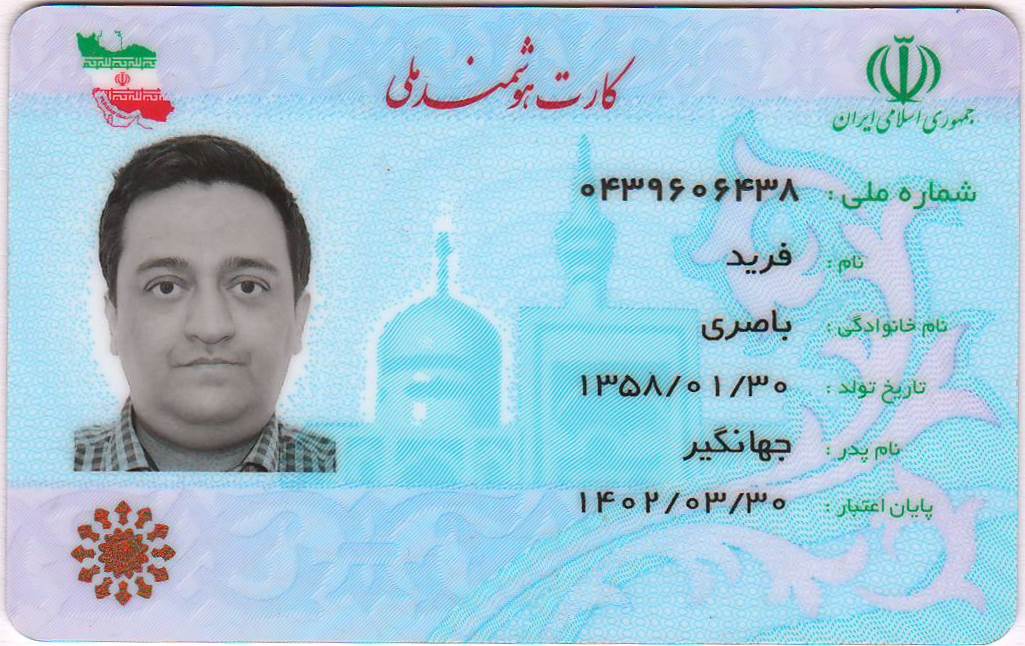 کارت هوشمند ملی
جمهوری اسلامی ایران
شماره ملی : ۰۴۳۹۶۰۶۴۳۸
نام : فرید
نام خانوادگی : باصری
تاریخ تولد : ۱۳۵۸/۰۱/۳۰
نام پدر : جهانگیر
پایان اعتبار : ۱۴۰۲/۰۳/۳۰